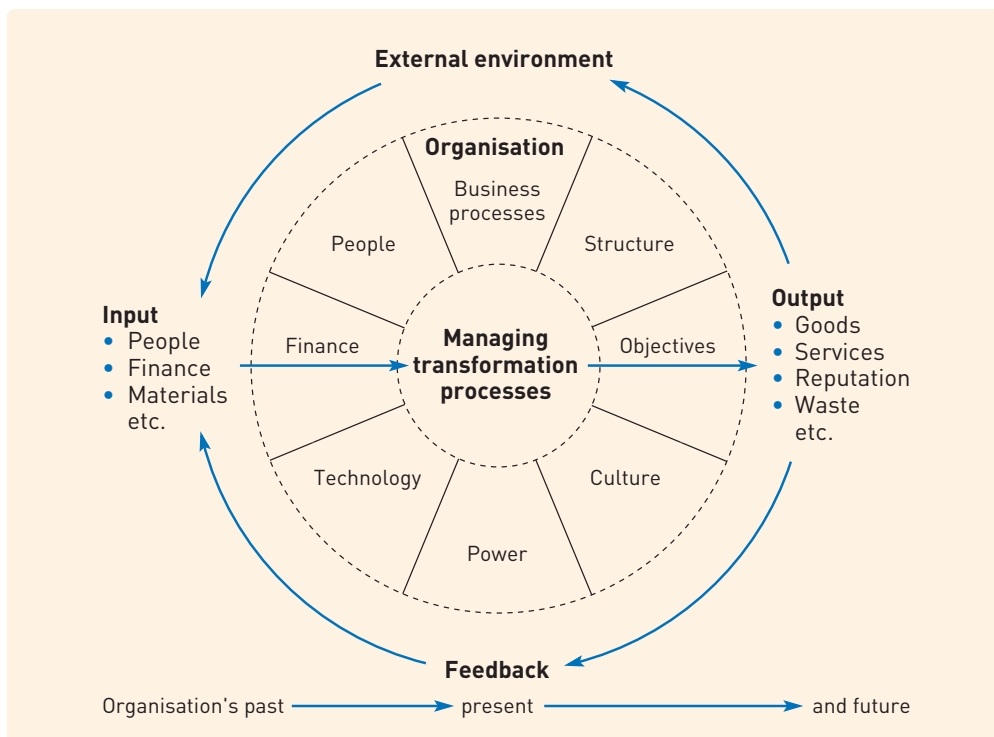 External environment
Organisation
Business
processes
People
Structure
Input
• People
• Finance
• Materials
etc.
Finance
Managing
transformation
processes
Objectives
Output
• Goods
• Services
• Reputation
• Waste
etc.
Technology
Culture
Power
Feedback
Organisation's past
present
and future